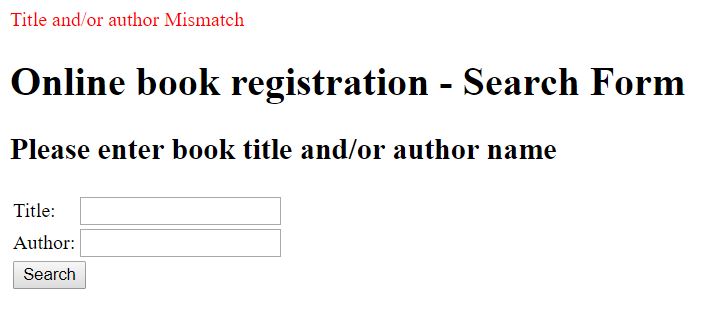 Title and/or author Mismatch
Online book registration - Search Form
Please enter book title and/or author name
Title:
Author:
Search